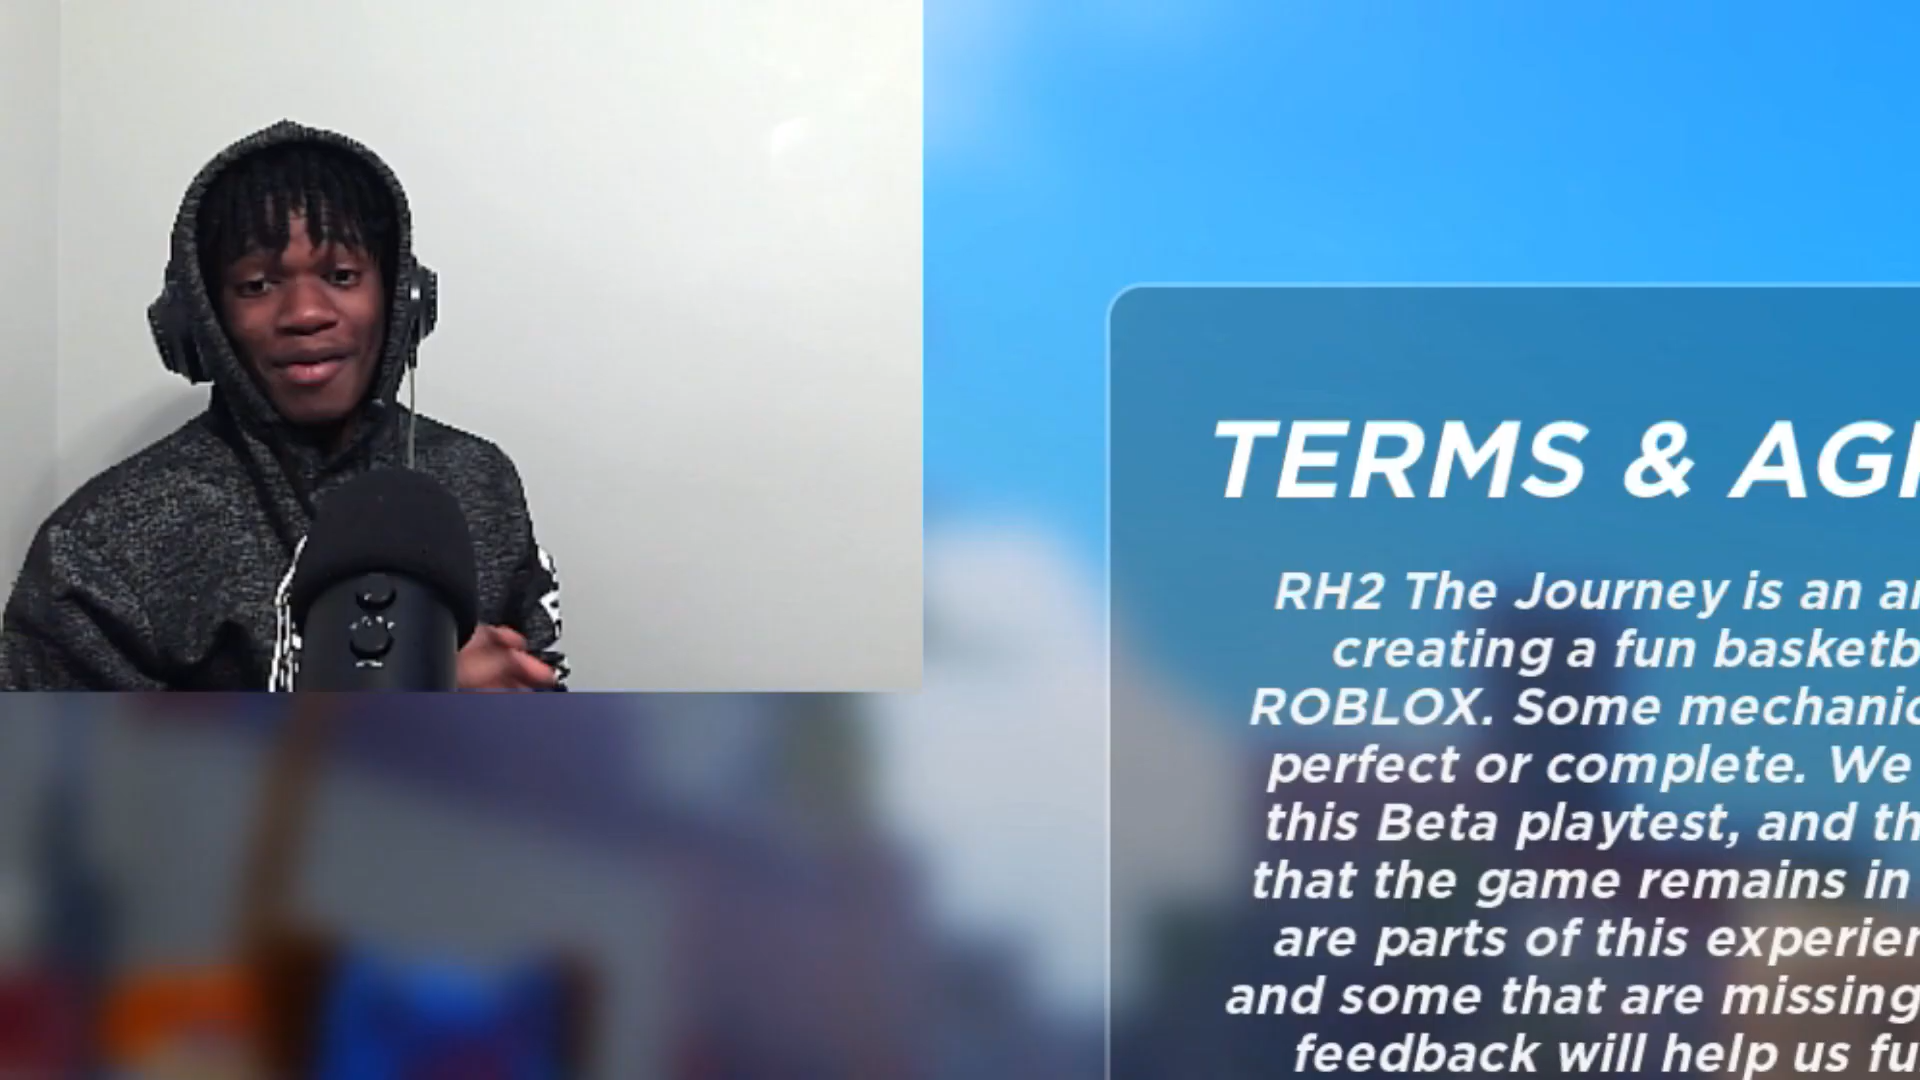 TERMS & AG
RH2 The Journey is an a
creating a fun basketb
ROBLOX. Some mechanic
perfect or complete. We
this Beta playtest, and th
that the game remains in
are parts of this experien
and some that are missing
feedback will help us fu